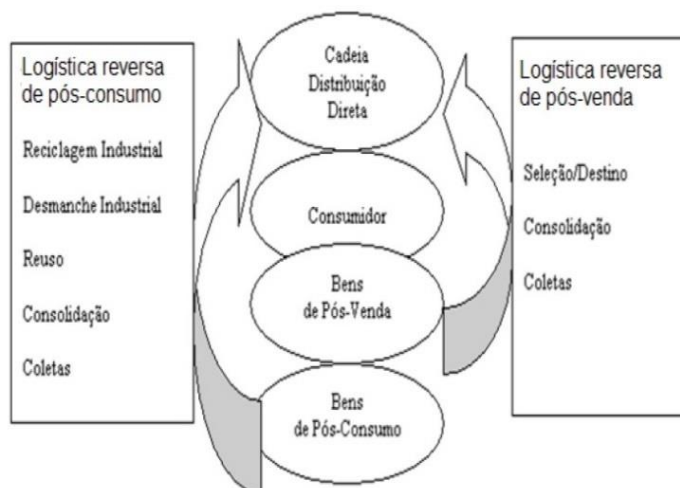 Logística reversa
de pós-consumo
Reciclagem Industrial
Desmanche Industrial
Reuso
Consolidação
Coletas
Cadeia
Distribuição
Direta
Consumidor
Bens
de Pós-Venda
Bens
de Pós-Consumo
Logística reversa
de pós-venda
Seleção/Destino
Consolidação
Coletas